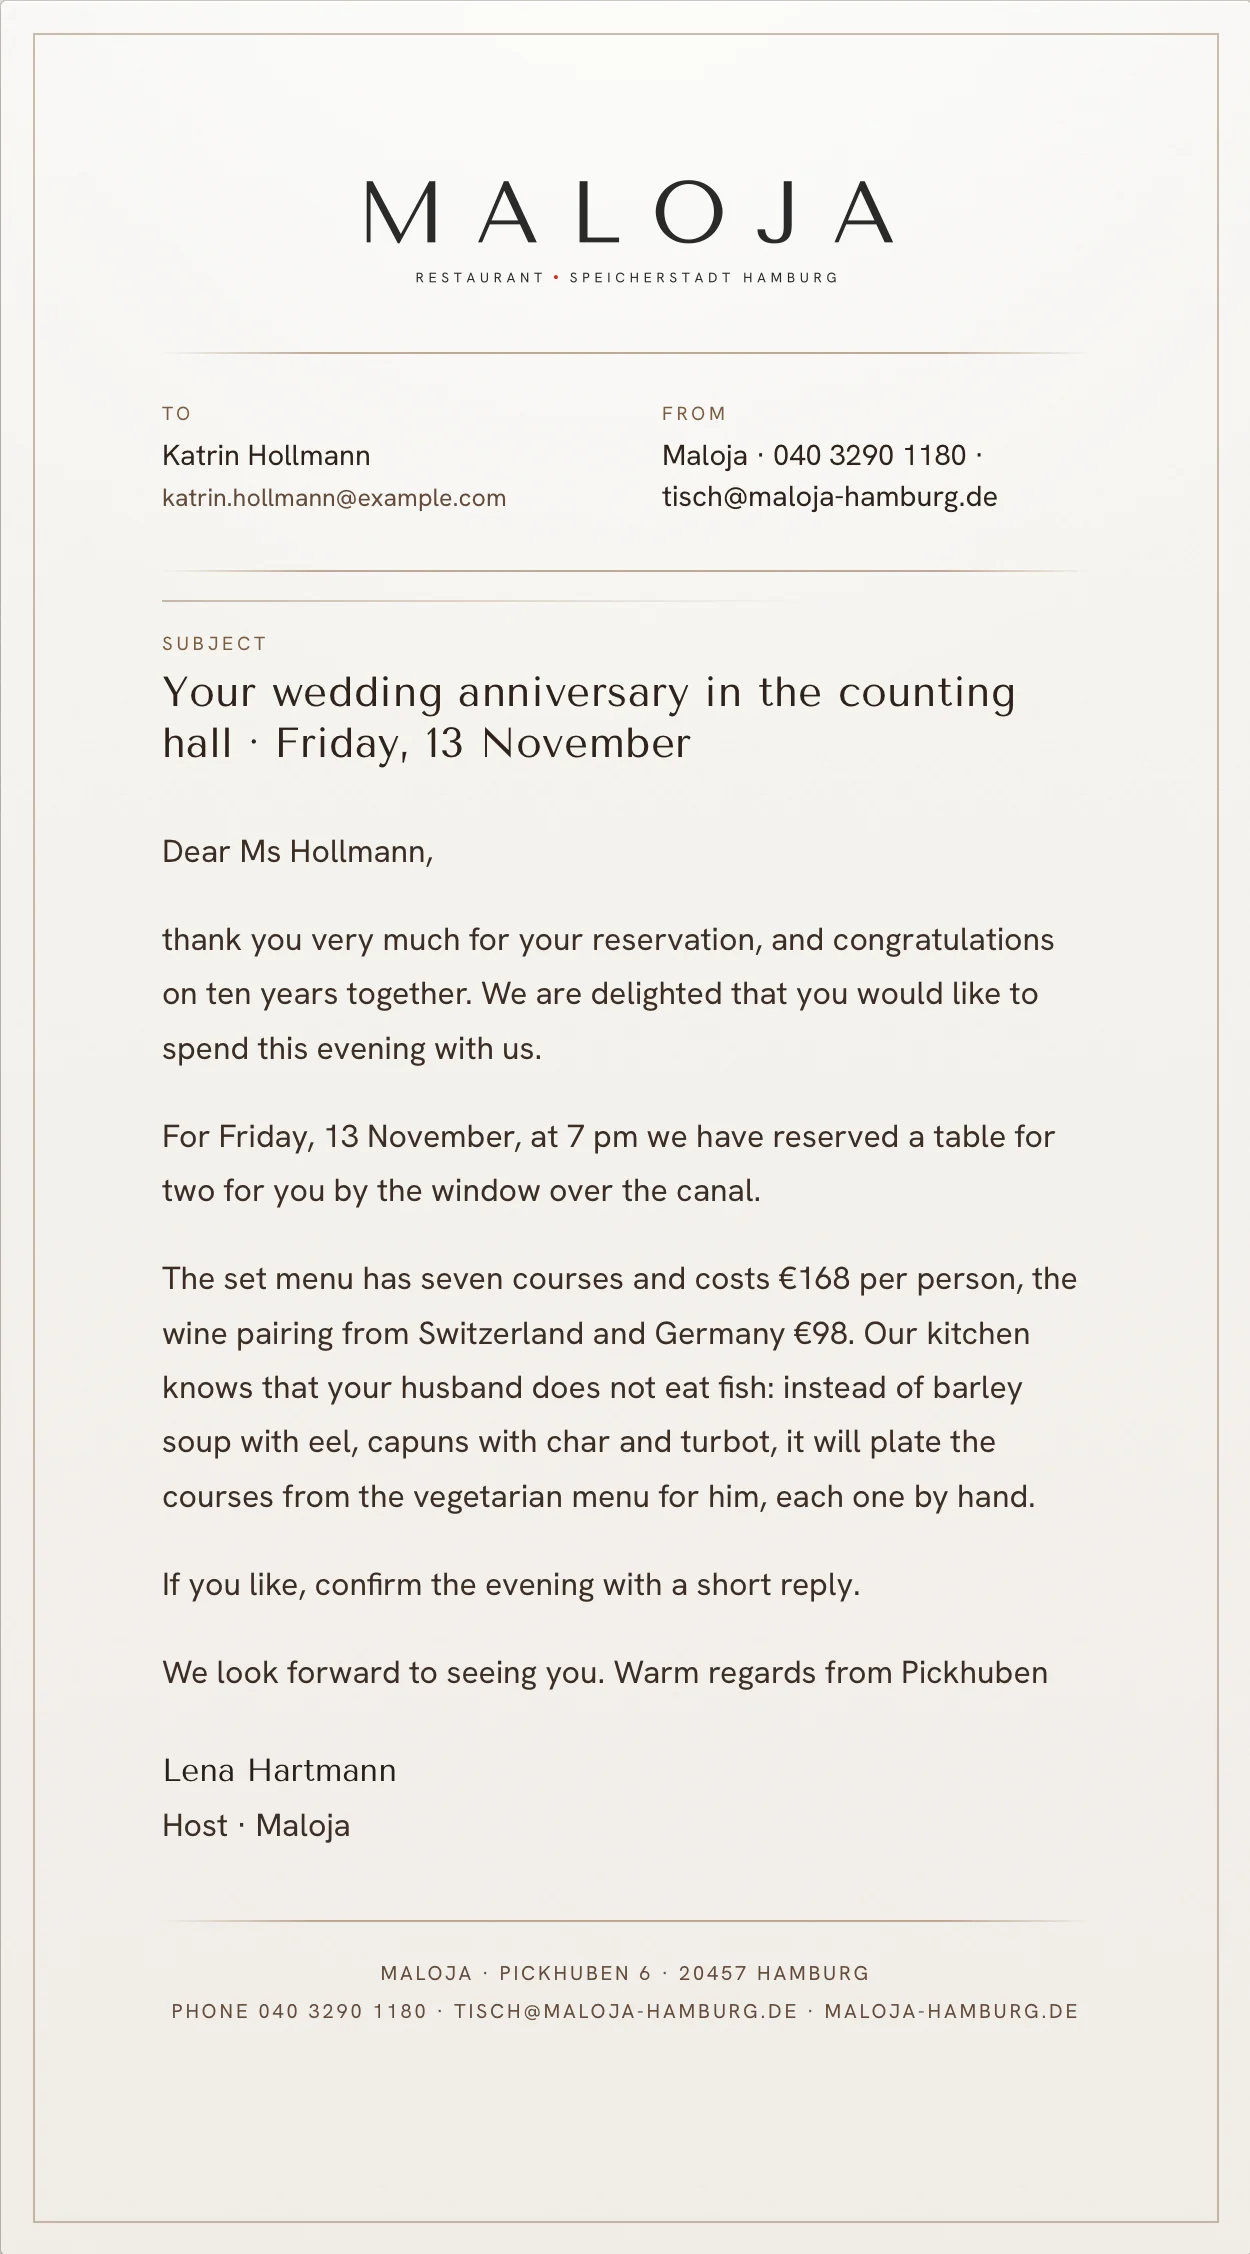 MALOJA
RESTAURANT • SPEICHERSTADT HAMBURG
TO
Katrin Hollmann
katrin.hollmann@example.com
FROM
Maloja · 040 3290 1180 ·
tisch@maloja-hamburg.de
SUBJECT
Your wedding anniversary in the counting
hall · Friday, 13 November
Dear Ms Hollmann,
thank you very much for your reservation, and congratulations
on ten years together. We are delighted that you would like to
spend this evening with us.
For Friday, 13 November, at 7 pm we have reserved a table for
two for you by the window over the canal.
The set menu has seven courses and costs €168 per person, the
wine pairing from Switzerland and Germany €98. Our kitchen
knows that your husband does not eat fish: instead of barley
soup with eel, capuns with char and turbot, it will plate the
courses from the vegetarian menu for him, each one by hand.
If you like, confirm the evening with a short reply.
We look forward to seeing you. Warm regards from Pickhuben
Lena Hartmann
Host · Maloja
MALOJA · PICKHUBEN 6 · 20457 HAMBURG
PHONE 040 3290 1180 · TISCH@MALOJA-HAMBURG.DE · MALOJA-HAMBURG.DE